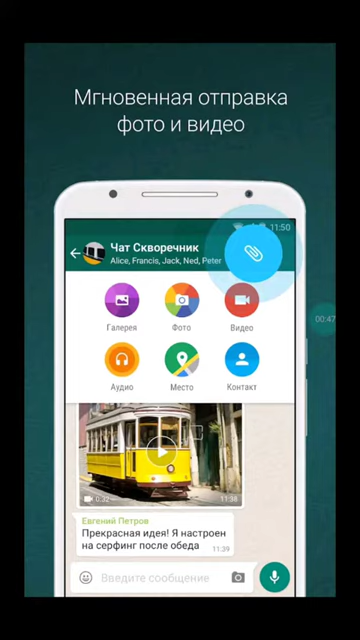 Мгновенная отправка
фото и видео
11:50
Чат Скворечник
Alice, Francis, Jack, Ned, Peter
00:47
Галерея Фото Видео
Аудио Место Контакт
0:32
11:38
Евгений Петров
Прекрасная идея! Я настроен
на серфинг после обеда
11:39
Введите сообщение